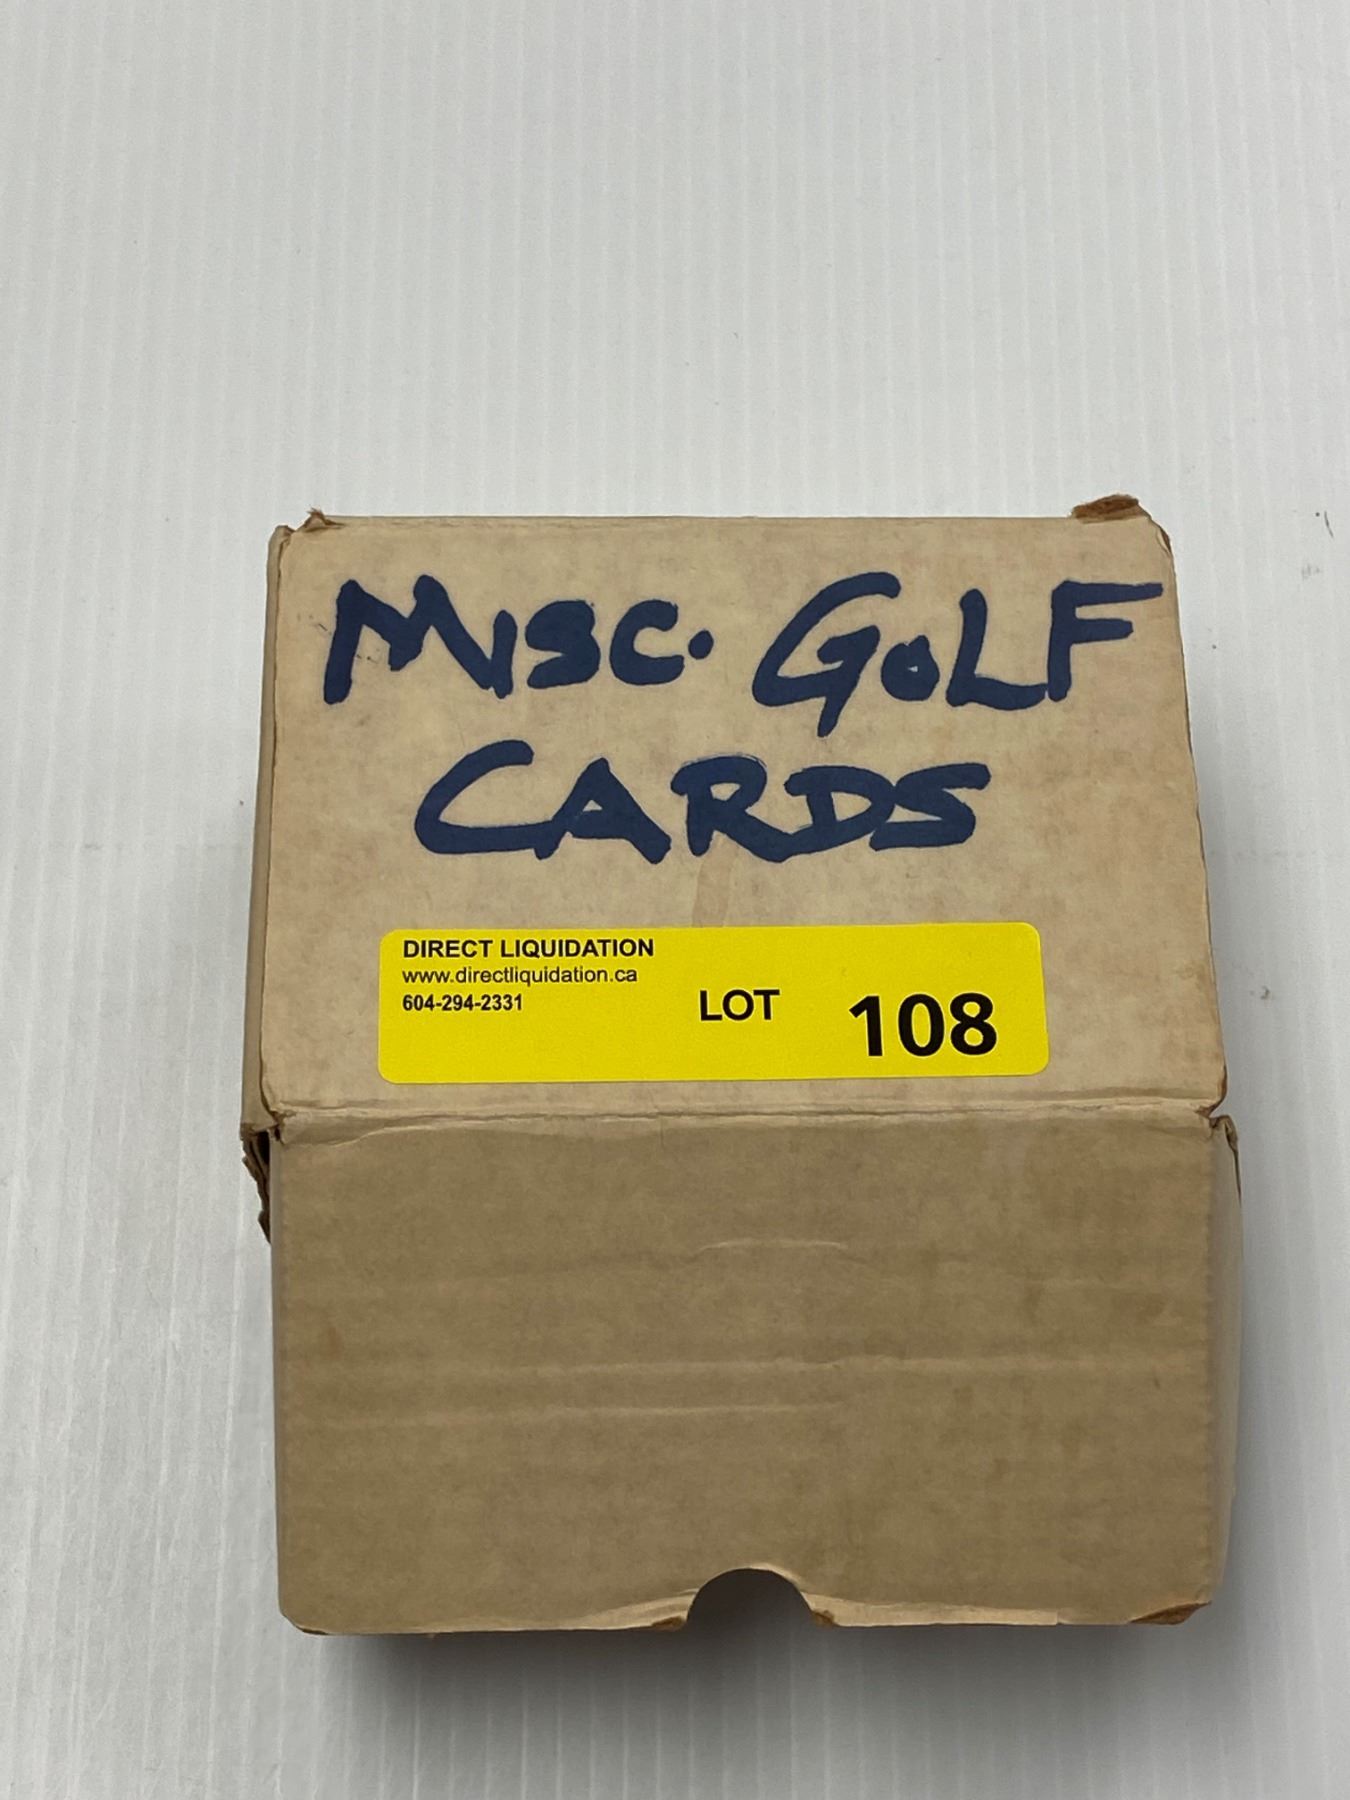 MISC. GOLF
CARDS
DIRECT LIQUIDATION
www.directliquidation.ca
604-294-2331
LOT 108